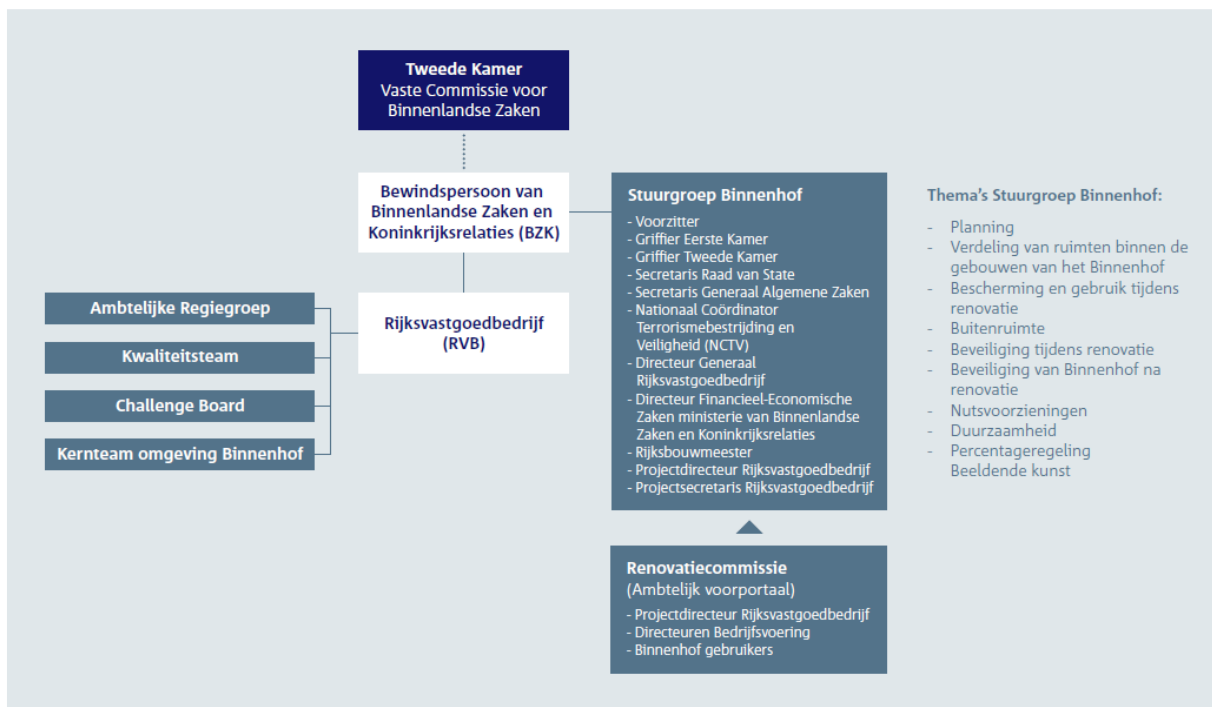 Tweede Kamer
Vaste Commissie voor
Binnenlandse Zaken
Bewindspersoon van
Binnenlandse Zaken en
Koninkrijksrelaties (BZK)
Rijksvastgoedbedrijf
(RVB)
Ambtelijke Regiegroep
Kwaliteitsteam
Challenge Board
Kernteam omgeving Binnenhof
Stuurgroep Binnenhof
- Voorzitter
- Griffier Eerste Kamer
- Griffier Tweede Kamer
- Secretaris Raad van State
- Secretaris Generaal Algemene Zaken
- Nationaal Coördinator
Terrorismebestrijding en
Veiligheid (NCTV)
- Directeur Generaal
Rijksvastgoedbedrijf
- Directeur Financieel-Economische
Zaken ministerie van Binnenlandse
Zaken en Koninkrijksrelaties
- Rijksbouwmeester
- Projectdirecteur Rijksvastgoedbedrijf
- Projectsecretaris Rijksvastgoedbedrijf
Renovatiecommissie
(Ambtelijk voorportaal)
- Projectdirecteur Rijksvastgoedbedrijf
- Directeuren Bedrijfsvoering
- Binnenhof gebruikers
Thema's Stuurgroep Binnenhof:
- Planning
- Verdeling van ruimten binnen de
gebouwen van het Binnenhof
- Bescherming en gebruik tijdens
renovatie
- Buitenruimte
- Beveiliging tijdens renovatie
- Beveiliging van Binnenhof na
renovatie
- Nutsvoorzieningen
- Duurzaamheid
- Percentageregeling
Beeldende kunst